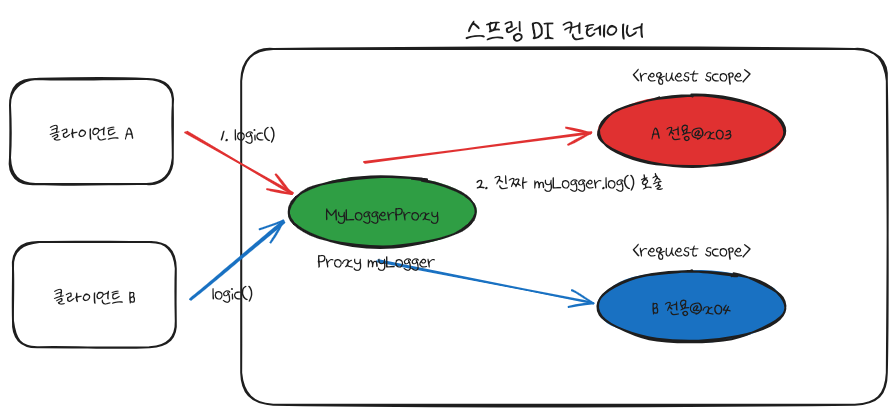 스프링 DI 컨테이너
<request scope>
클라이언트 A
1. logic()
A 전용@x03
2. 진짜 myLogger.log() 호출
MyLoggerProxy
Proxy myLogger
<request scope>
클라이언트 B
logic()
B 전용@x04